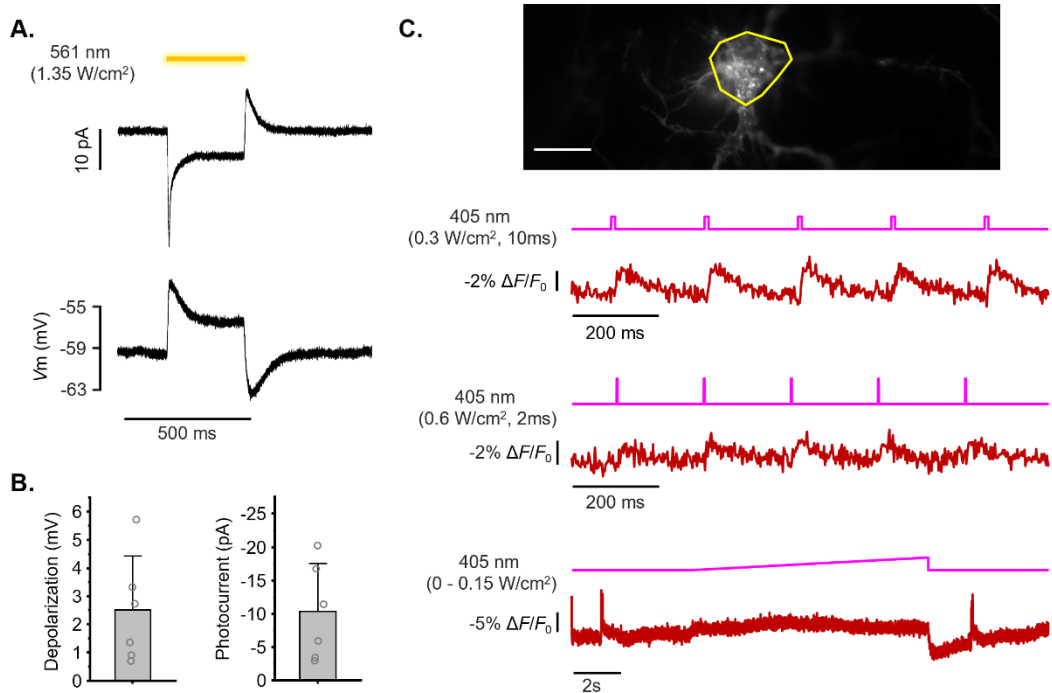 A.
561 nm
(1.35 W/cm²)
10 pA
-55
-59
-63
Vm (mV)
500 ms
B.
Depolarization (mV)
6
5
4
3
2
1
0
Photocurrent (pA)
-25
-20
-15
-10
-5
0
C.
405 nm
(0.3 W/cm², 10ms)
-2% ΔF/F₀
200 ms
405 nm
(0.6 W/cm², 2ms)
-2% ΔF/F₀
200 ms
405 nm
(0 - 0.15 W/cm²)
-5% ΔF/F₀
2s